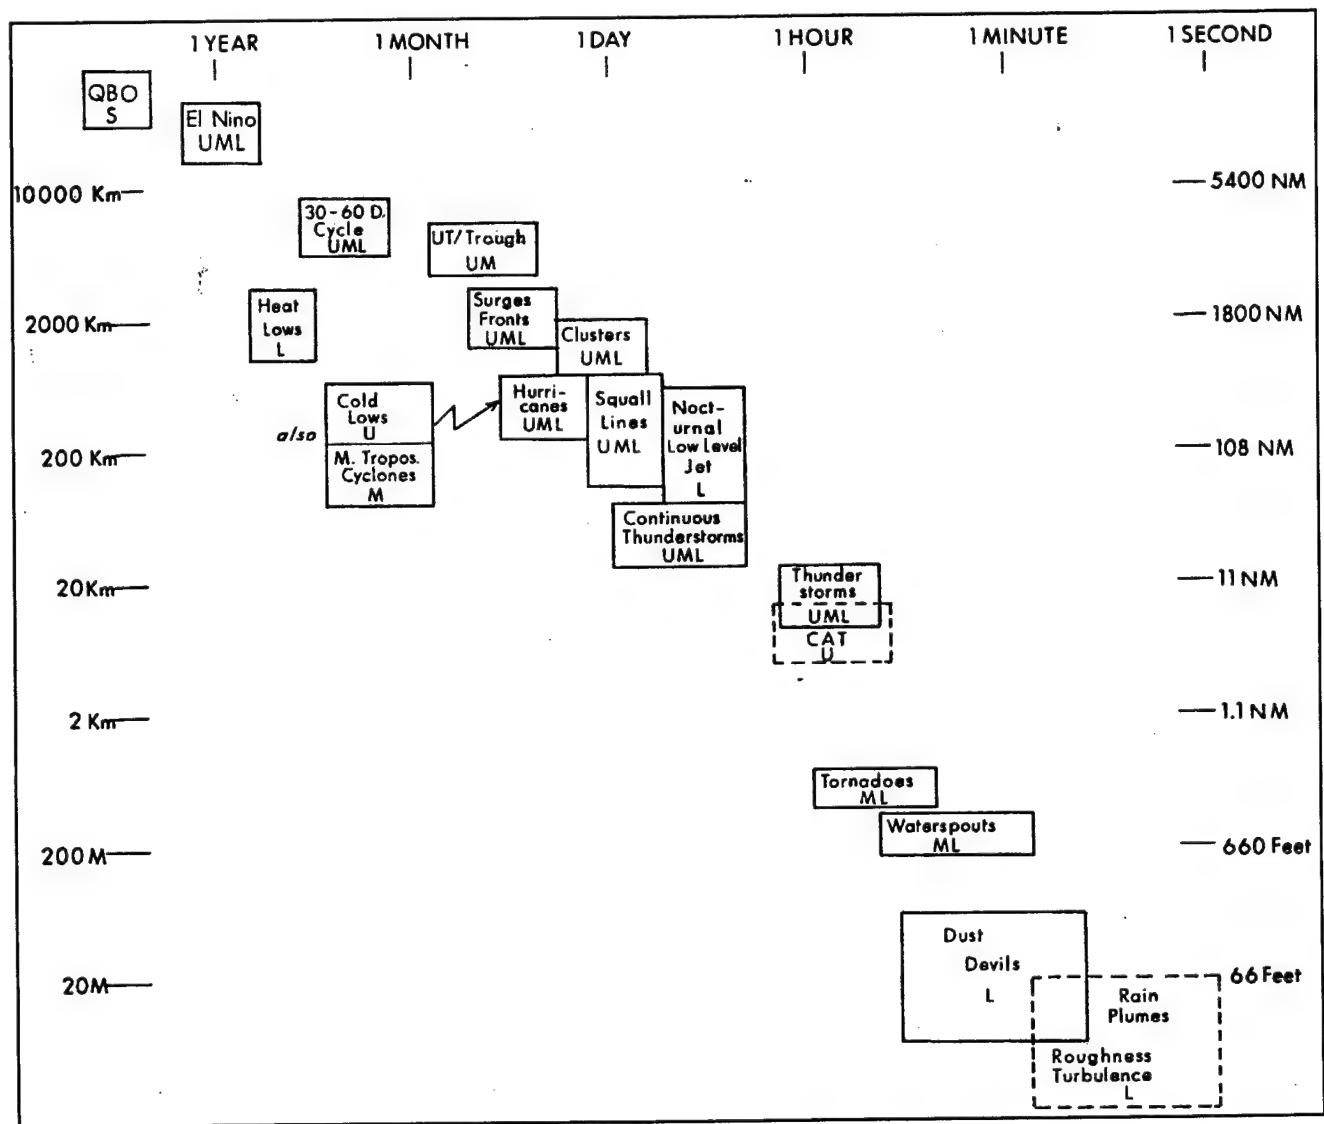 1 YEAR 1 MONTH 1 DAY 1 HOUR 1 MINUTE 1 SECOND
QBO
S
El Nino
UML
10000 Km
5400 NM
30-60 D.
Cycle
UML
UT/Trough
UM
Heat
Lows
L
Surges
Fronts
UML
2000 Km
1800 NM
Clusters
UML
Cold
Lows
U
also
M. Tropos.
Cyclones
M
Hurri-
canes
UML
Squall
Lines
UML
Noct-
urnal
Low Level
Jet
L
200 Km
108 NM
Continuous
Thunderstorms
UML
20 Km
11 NM
Thunder
storms
UML
CAT
U
2 Km
1.1 NM
Tornadoes
ML
Waterspouts
ML
200 M
660 Feet
Dust
Devils
L
20M
66 Feet
Rain
Plumes
Roughness
Turbulence
L